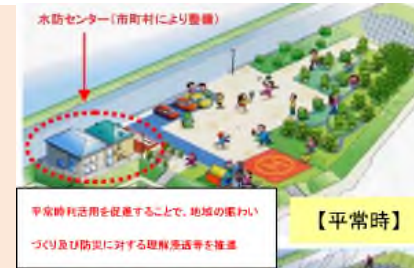 水防センター(市町村により整備)
平常時利活用を促進することで、地域の賑わい
づくり及び防災に対する理解浸透等を推進
【平常時】